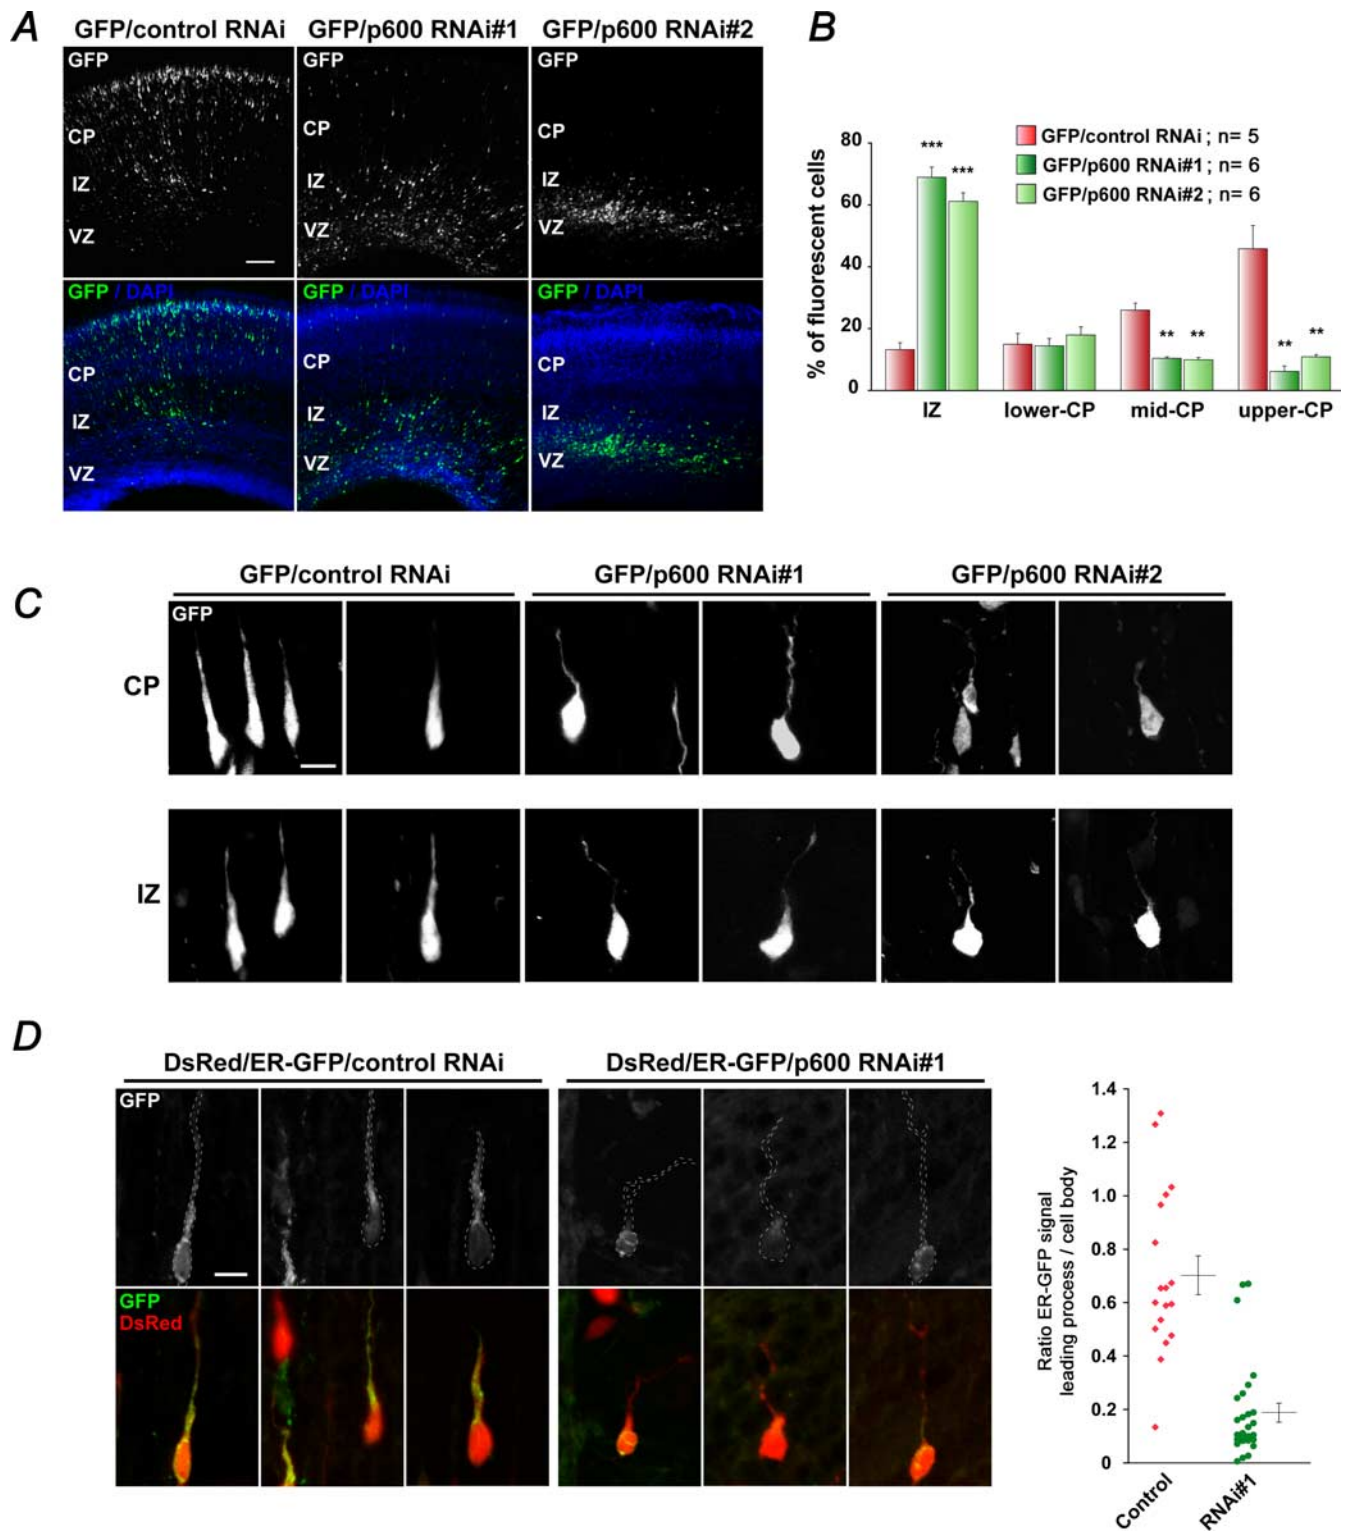 A
GFP/control RNAi GFP/p600 RNAi#1 GFP/p600 RNAi#2
GFP GFP GFP
CP CP CP
IZ IZ IZ
VZ VZ VZ
GFP / DAPI GFP / DAPI GFP / DAPI
CP CP CP
IZ IZ IZ
VZ VZ VZ
B
GFP/control RNAi ; n= 5
GFP/p600 RNAi#1 ; n= 6
GFP/p600 RNAi#2 ; n= 6
% of fluorescent cells
80
60
40
20
0
*** ***
** **
** **
IZ lower-CP mid-CP upper-CP
C
GFP/control RNAi GFP/p600 RNAi#1 GFP/p600 RNAi#2
GFP
CP
IZ
D
DsRed/ER-GFP/control RNAi DsRed/ER-GFP/p600 RNAi#1
GFP
GFP
DsRed
Ratio ER-GFP signal
leading process / cell body
1.4
1.2
1.0
0.8
0.6
0.4
0.2
0
Control RNAi#1